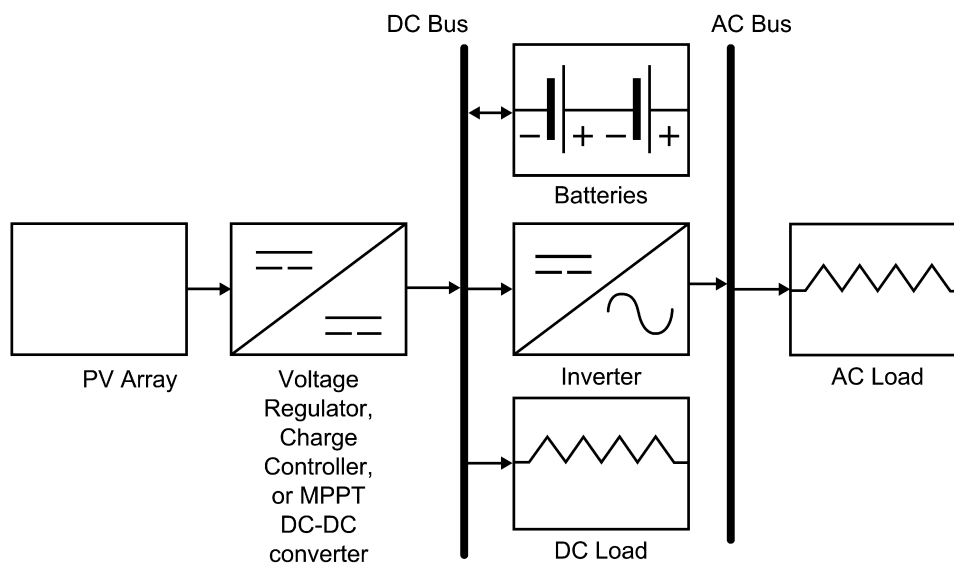 DC Bus
AC Bus
− + − +
Batteries
PV Array
Voltage
Regulator,
Charge
Controller,
or MPPT
DC-DC
converter
Inverter
AC Load
DC Load